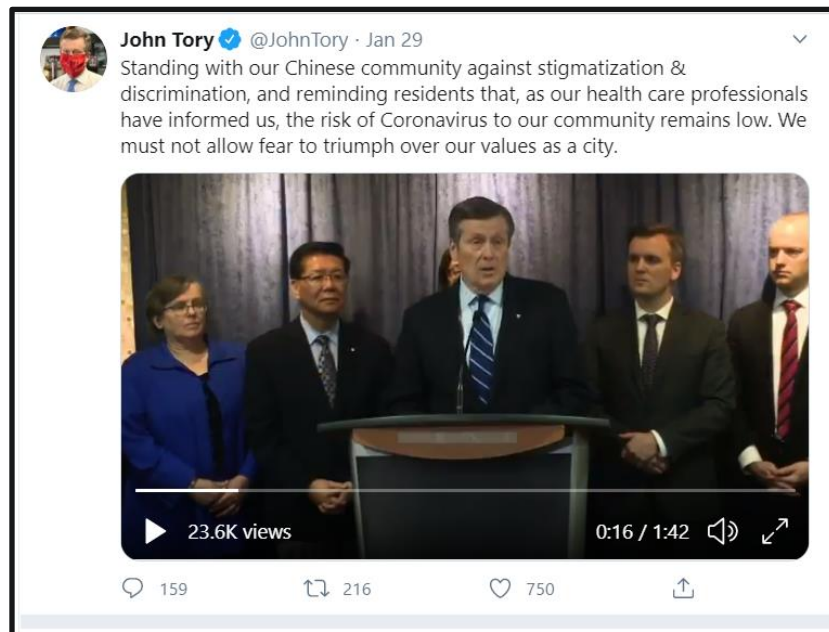 John Tory @JohnTory · Jan 29
Standing with our Chinese community against stigmatization &
discrimination, and reminding residents that, as our health care professionals
have informed us, the risk of Coronavirus to our community remains low. We
must not allow fear to triumph over our values as a city.
23.6K views 0:16 / 1:42
159 216 750